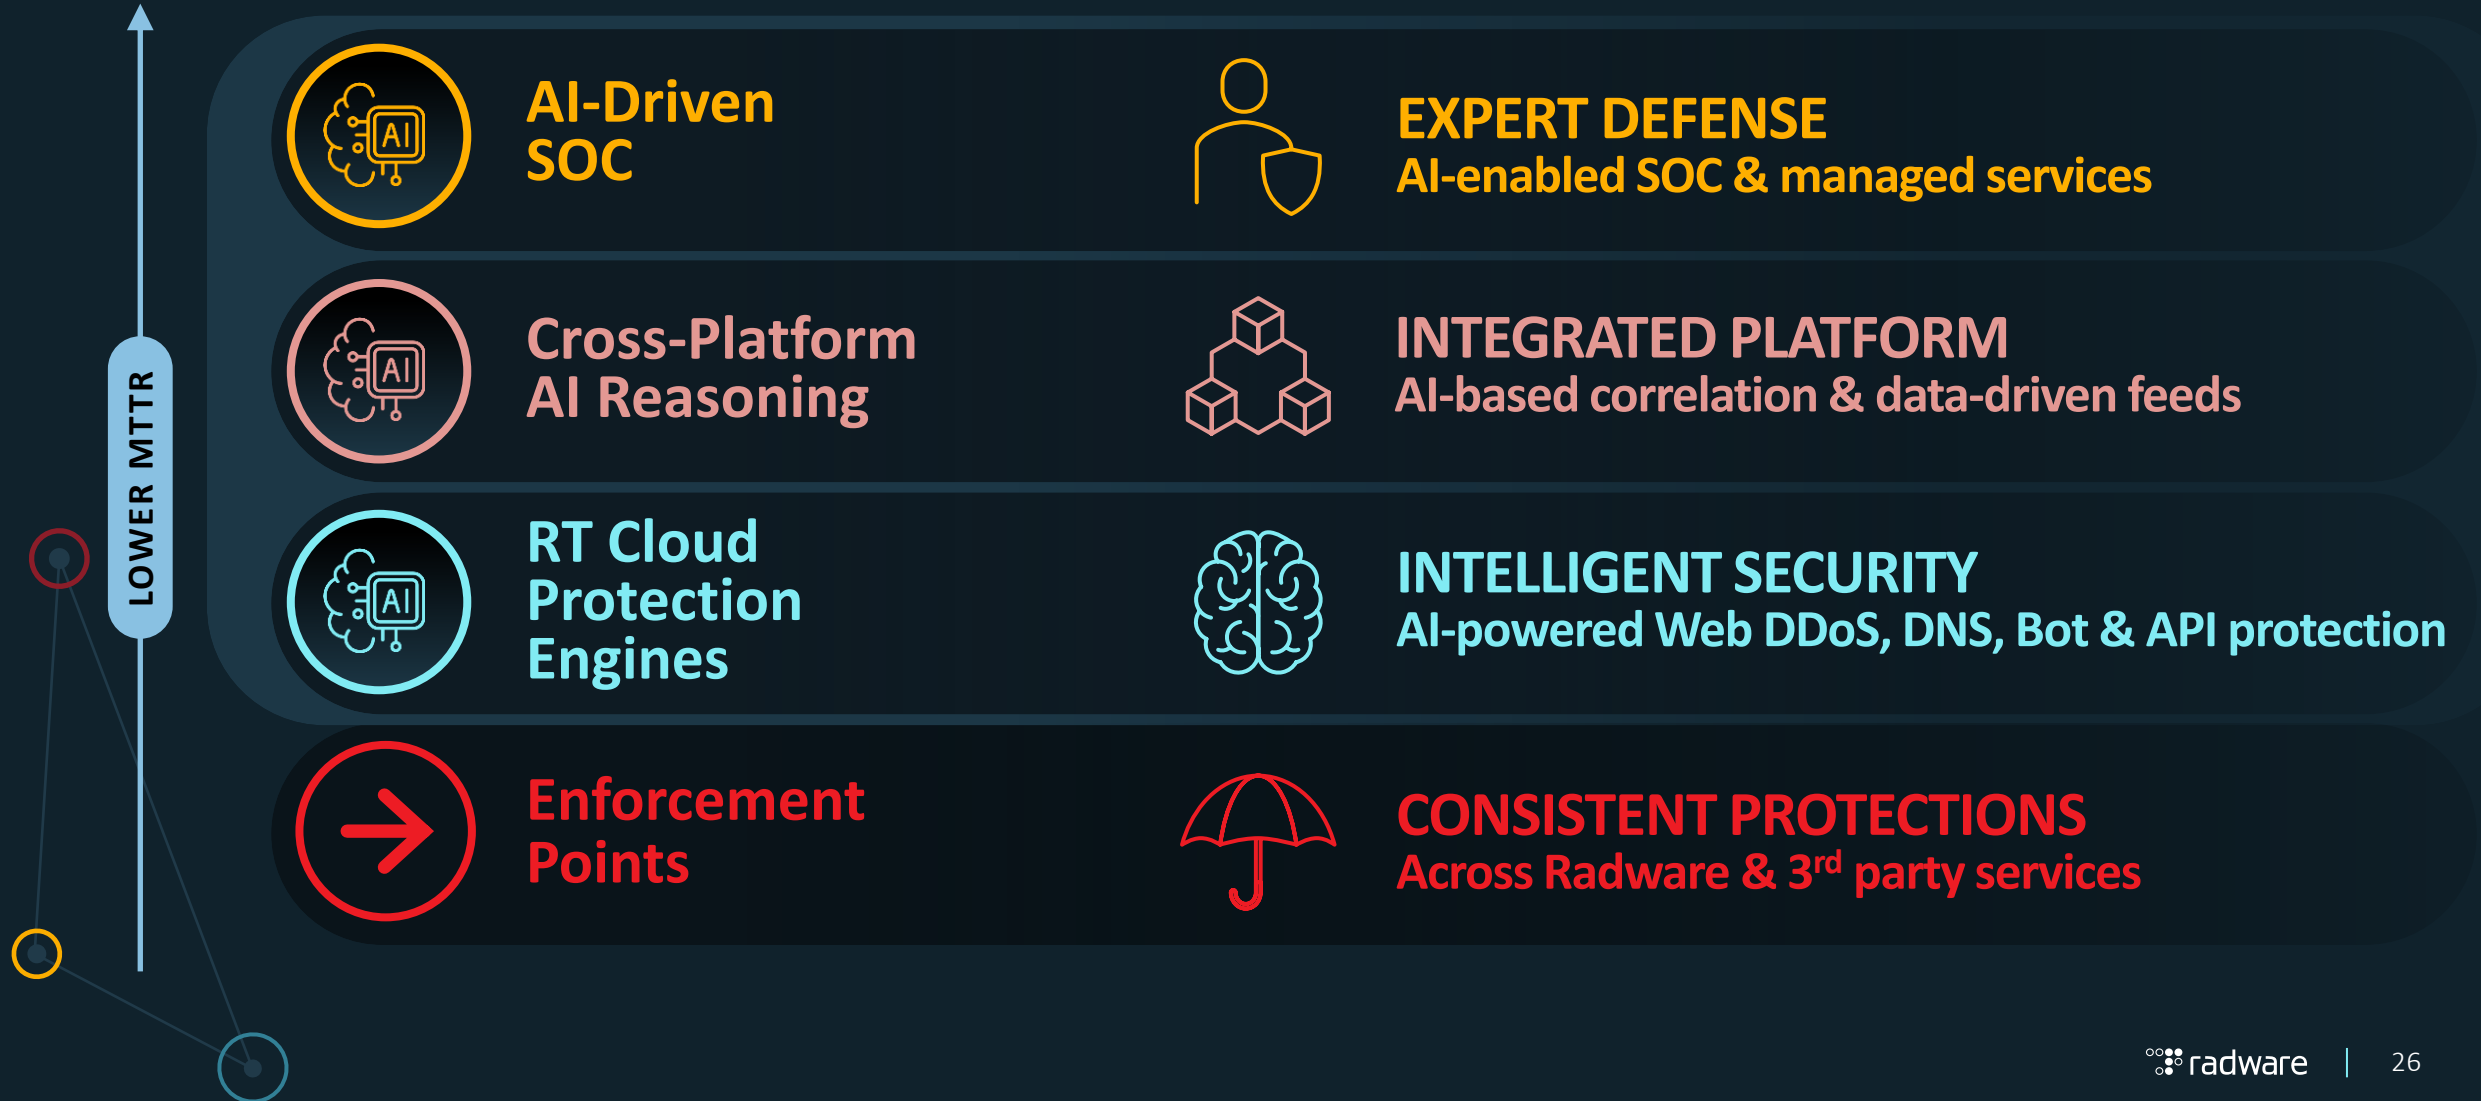 LOWER MTTR
AI
AI-Driven
SOC
EXPERT DEFENSE
AI-enabled SOC & managed services
AI
Cross-Platform
AI Reasoning
INTEGRATED PLATFORM
AI-based correlation & data-driven feeds
AI
RT Cloud
Protection
Engines
INTELLIGENT SECURITY
AI-powered Web DDoS, DNS, Bot & API protection
Enforcement
Points
CONSISTENT PROTECTIONS
Across Radware & 3rd party services
radware
26